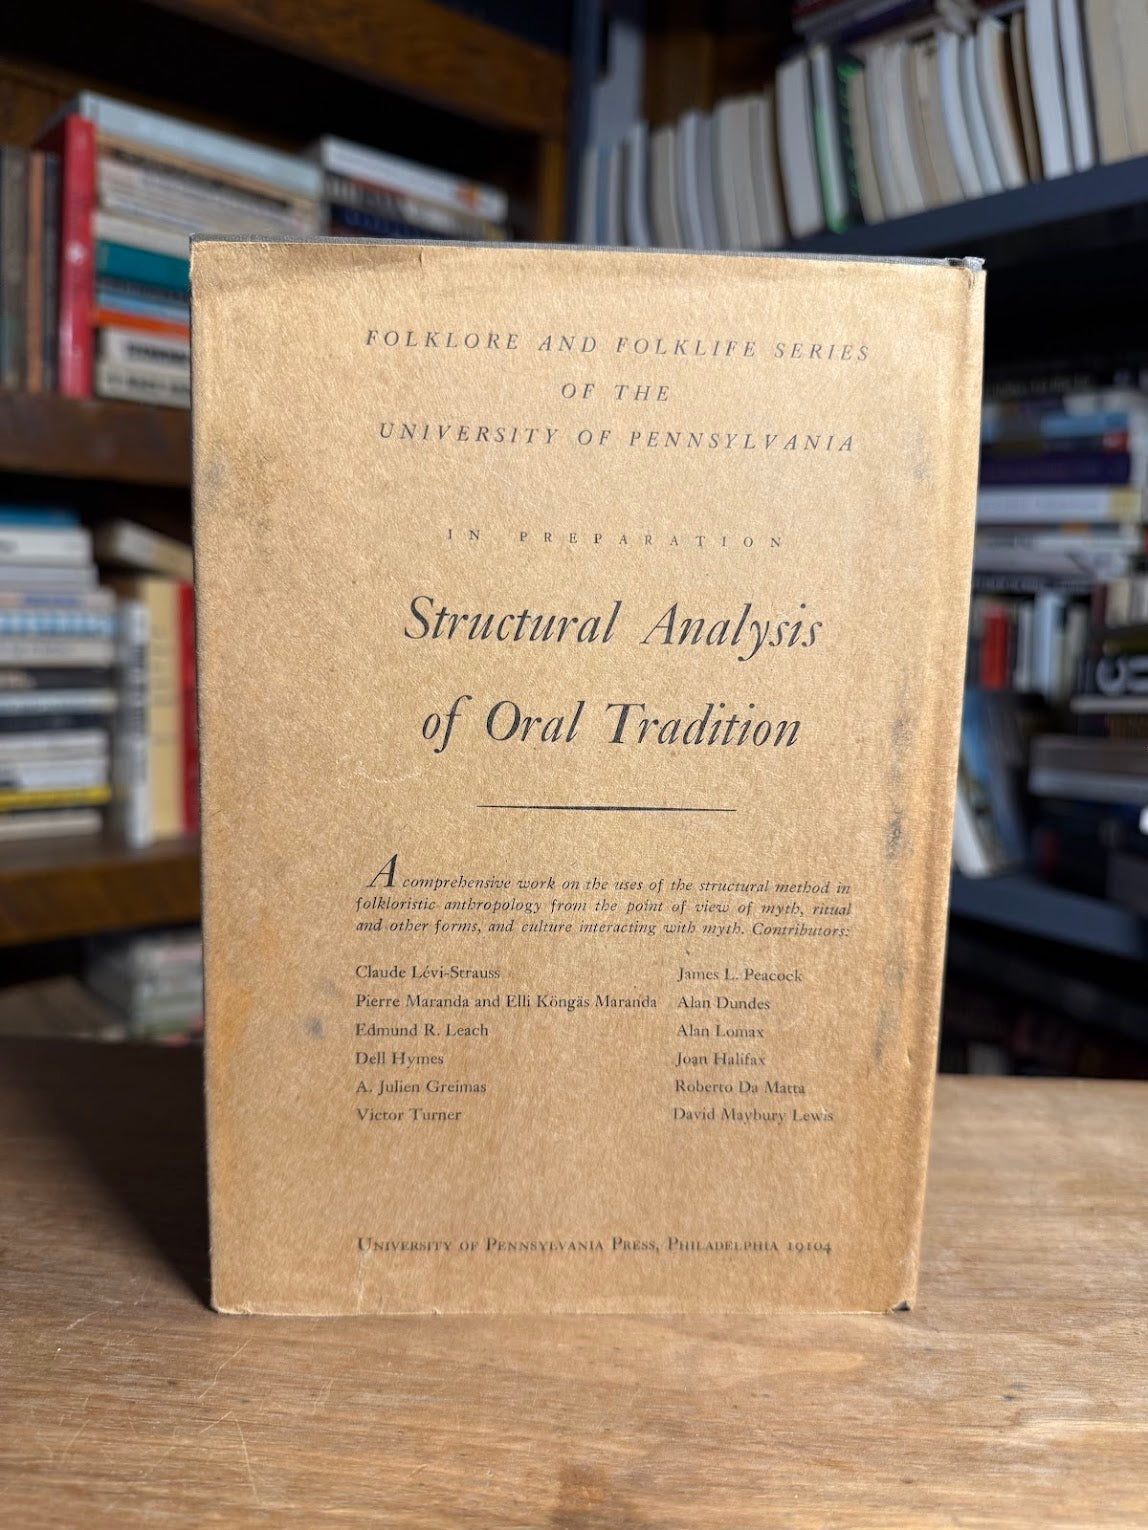 FOLKLORE AND FOLKLIFE SERIES
OF THE
UNIVERSITY OF PENNSYLVANIA
IN PREPARATION
Structural Analysis
of Oral Tradition
A comprehensive work on the uses of the structural method in
folkloristic anthropology from the point of view of myth, ritual
and other forms, and culture interacting with myth. Contributors:
Claude Lévi-Strauss
Pierre Maranda and Elli Köngäs Maranda
Edmund R. Leach
Dell Hymes
A. Julien Greimas
Victor Turner
James L. Peacock
Alan Dundes
Alan Lomax
Joan Halifax
Roberto Da Matta
David Maybury Lewis
UNIVERSITY OF PENNSYLVANIA PRESS, PHILADELPHIA 19104